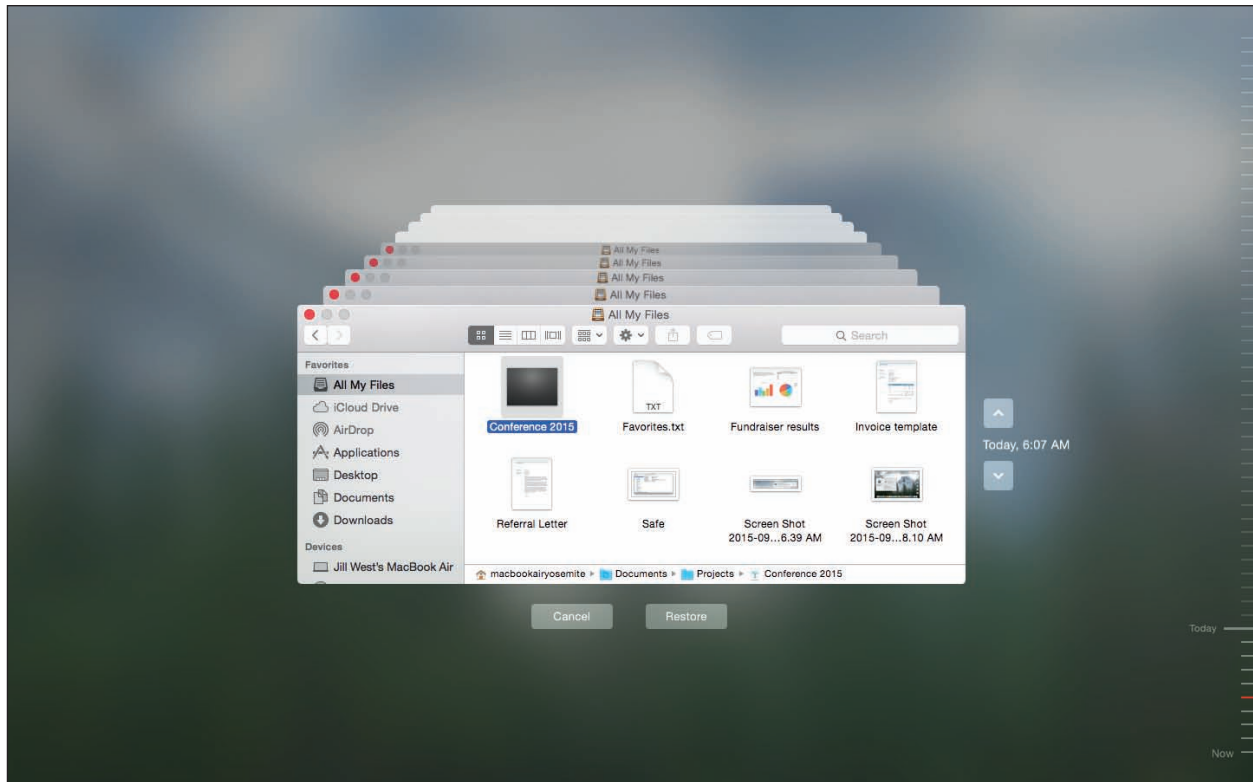 All My Files
All My Files
All My Files
All My Files
All My Files
Search
Favorites
All My Files
iCloud Drive
AirDrop
Applications
Desktop
Documents
Downloads
Devices
Jill West's MacBook Air
TXT
Conference 2015
Favorites.txt
Fundraiser results
Invoice template
Referral Letter
Safe
Screen Shot
2015-09...6.39 AM
Screen Shot
2015-09...8.10 AM
macbookairyosemite
Documents
Projects
Conference 2015
Today, 6:07 AM
Cancel
Restore
Today
Now